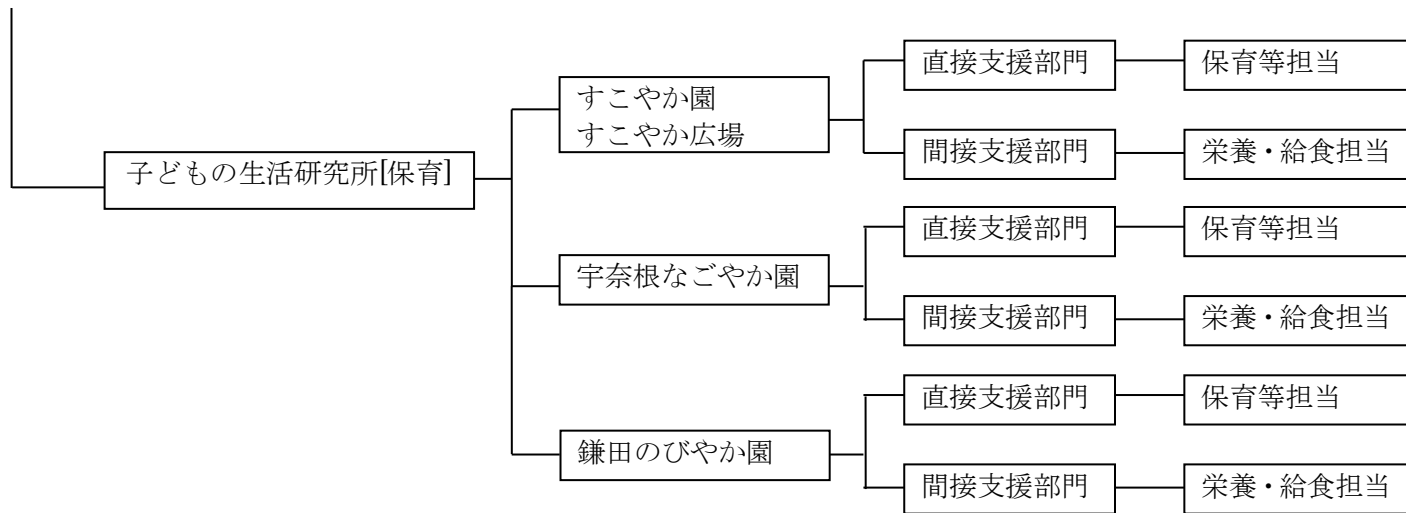 直接支援部門
保育等担当
すこやか園
すこやか広場
間接支援部門
栄養・給食担当
子どもの生活研究所[保育]
直接支援部門
保育等担当
宇奈根なごやか園
間接支援部門
栄養・給食担当
直接支援部門
保育等担当
鎌田のびやか園
間接支援部門
栄養・給食担当